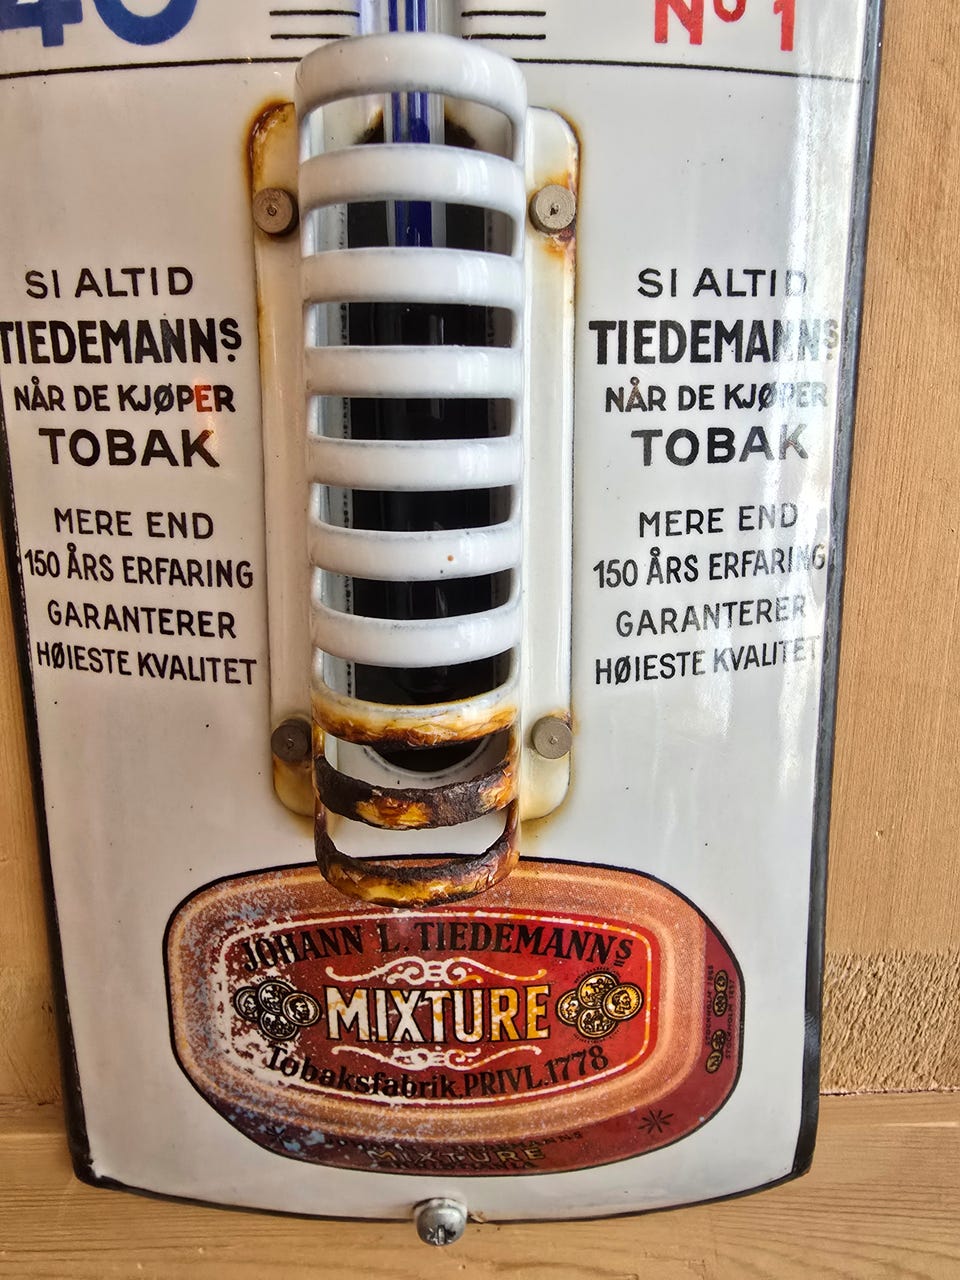 40
No 1
SI ALTID
TIEDEMANNS
NÅR DE KJØPER
TOBAK
MERE END
150 ÅRS ERFARING
GARANTERER
HØIESTE KVALITET
SI ALTID
TIEDEMANNS
NÅR DE KJØPER
TOBAK
MERE END
150 ÅRS ERFARING
GARANTERER
HØIESTE KVALITET
JOHANN L. TIEDEMANNS
MIXTURE
Tobaksfabrik.PRIVL.1778
MIXTURE